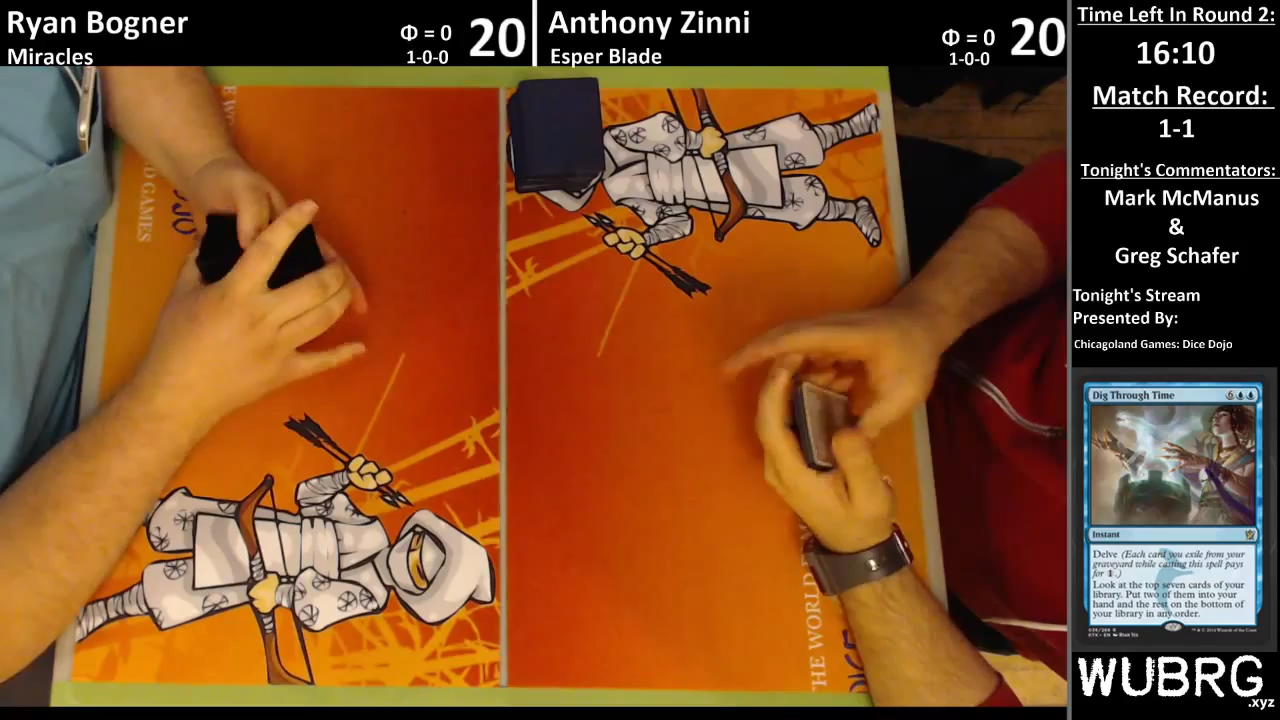 Ryan Bogner
Miracles
Φ = 0
1-0-0
20
Anthony Zinni
Esper Blade
Φ = 0
1-0-0
20
Time Left In Round 2:
16:10
Match Record:
1-1
Tonight's Commentators:
Mark McManus
&
Greg Schafer
Tonight's Stream
Presented By:
Chicagoland Games: Dice Dojo
Dig Through Time
6
Instant
Delve (Each card you exile from your
graveyard while casting this spell pays
for 1.)
Look at the top seven cards of your
library. Put two of them into your
hand and the rest on the bottom of
your library in any order.
WUBRG
.xyz
GAMES
THE WORLD